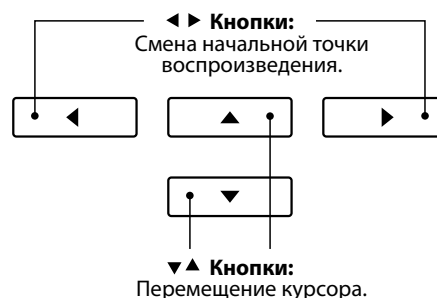 ◀ ▶ Кнопки:
Смена начальной точки
воспроизведения.
◀ ▲ ▶
▼
▼▲ Кнопки:
Перемещение курсора.